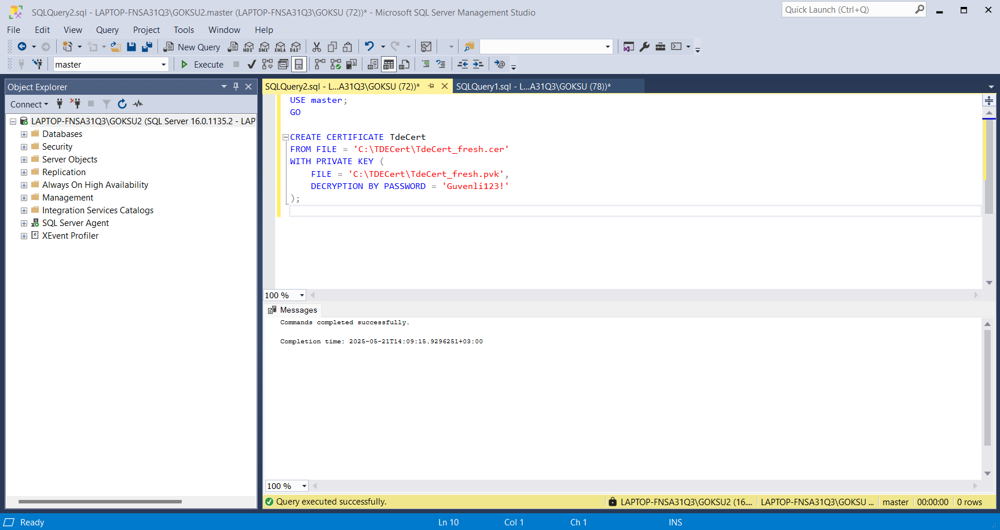 SQLQuery2.sql - LAPTOP-FNSA31Q3\GOKSU2.master (LAPTOP-FNSA31Q3\GOKSU (72))* - Microsoft SQL Server Management Studio
Quick Launch (Ctrl+Q)
File Edit View Query Project Tools Window Help
New Query
MDX DMX XMLA DAX
master
Execute
Object Explorer
SQLQuery2.sql - L...A31Q3\GOKSU (72))*
SQLQuery1.sql - L...A31Q3\GOKSU (78))*
Connect
LAPTOP-FNSA31Q3\GOKSU2 (SQL Server 16.0.1135.2 - LAP
Databases
Security
Server Objects
Replication
Always On High Availability
Management
Integration Services Catalogs
SQL Server Agent
XEvent Profiler
USE master;
GO
CREATE CERTIFICATE TdeCert
FROM FILE = 'C:\TDECert\TdeCert_fresh.cer'
WITH PRIVATE KEY (
FILE = 'C:\TDECert\TdeCert_fresh.pvk',
DECRYPTION BY PASSWORD = 'Guvenli123!'
);
100 %
Messages
Commands completed successfully.
Completion time: 2025-05-21T14:09:15.9296251+03:00
100 %
Query executed successfully.
LAPTOP-FNSA31Q3\GOKSU2 (16.... LAPTOP-FNSA31Q3\GOKSU ... master 00:00:00 0 rows
Ready
Ln 10 Col 1 Ch 1 INS